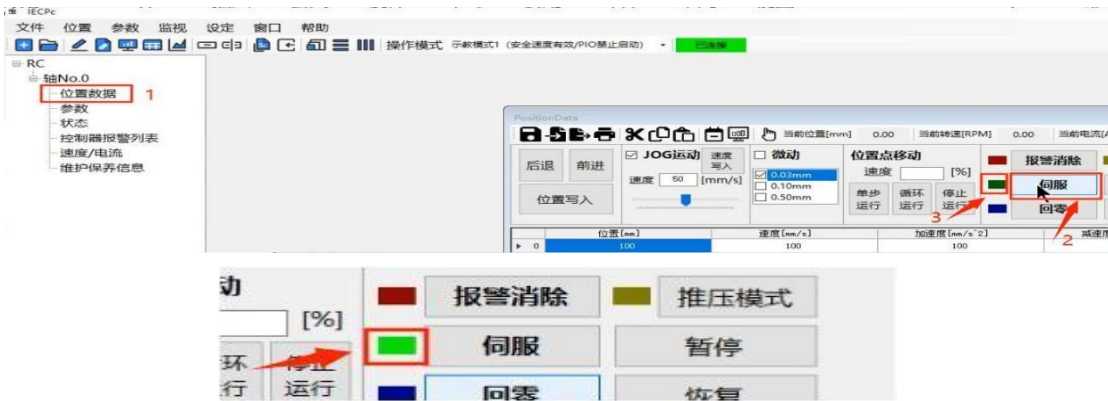 IECPc
文件 位置 参数 监视 设定 窗口 帮助
操作模式 示教模式1 (安全速度有效/PIO禁止启动) 已连接
RC
轴No.0
位置数据 1
参数
状态
控制器报警列表
速度/电流
维护保养信息
PositionData
当前位置[mm] 0.00 当前转速[RPM] 0.00 当前电流[A
后退 前进 JOG运动 速度写入 微动 位置点移动 报警消除
速度 50 [mm/s] 0.03mm 速度 [%] 伺服
位置写入 0.10mm 单步运行 循环运行 停止运行
0.50mm 3 回零 2
位置[mm] 速度[mm/s] 加速度[mm/s^2] 减速度
0 100 100 100
动 报警消除 推压模式
[%] 伺服 暂停
环 停止
行 运行 回零 恢复